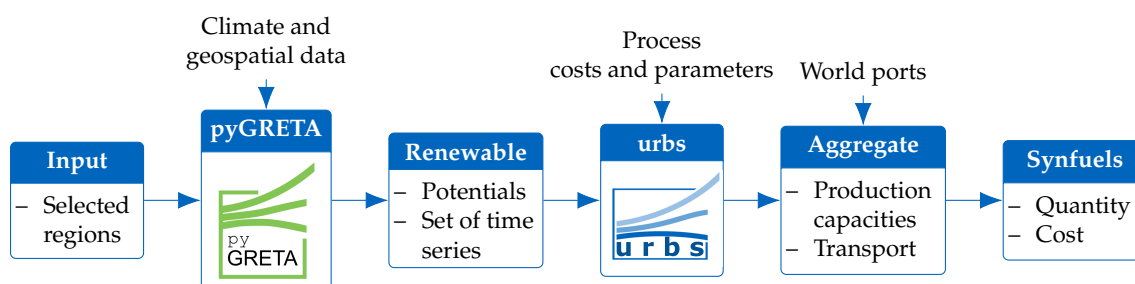 Climate and
geospatial data
Process
costs and parameters
World ports
Input
– Selected
regions
pyGRETA
py
GRETA
Renewable
– Potentials
– Set of time
series
urbs
urbs
Aggregate
– Production
capacities
– Transport
Synfuels
– Quantity
– Cost